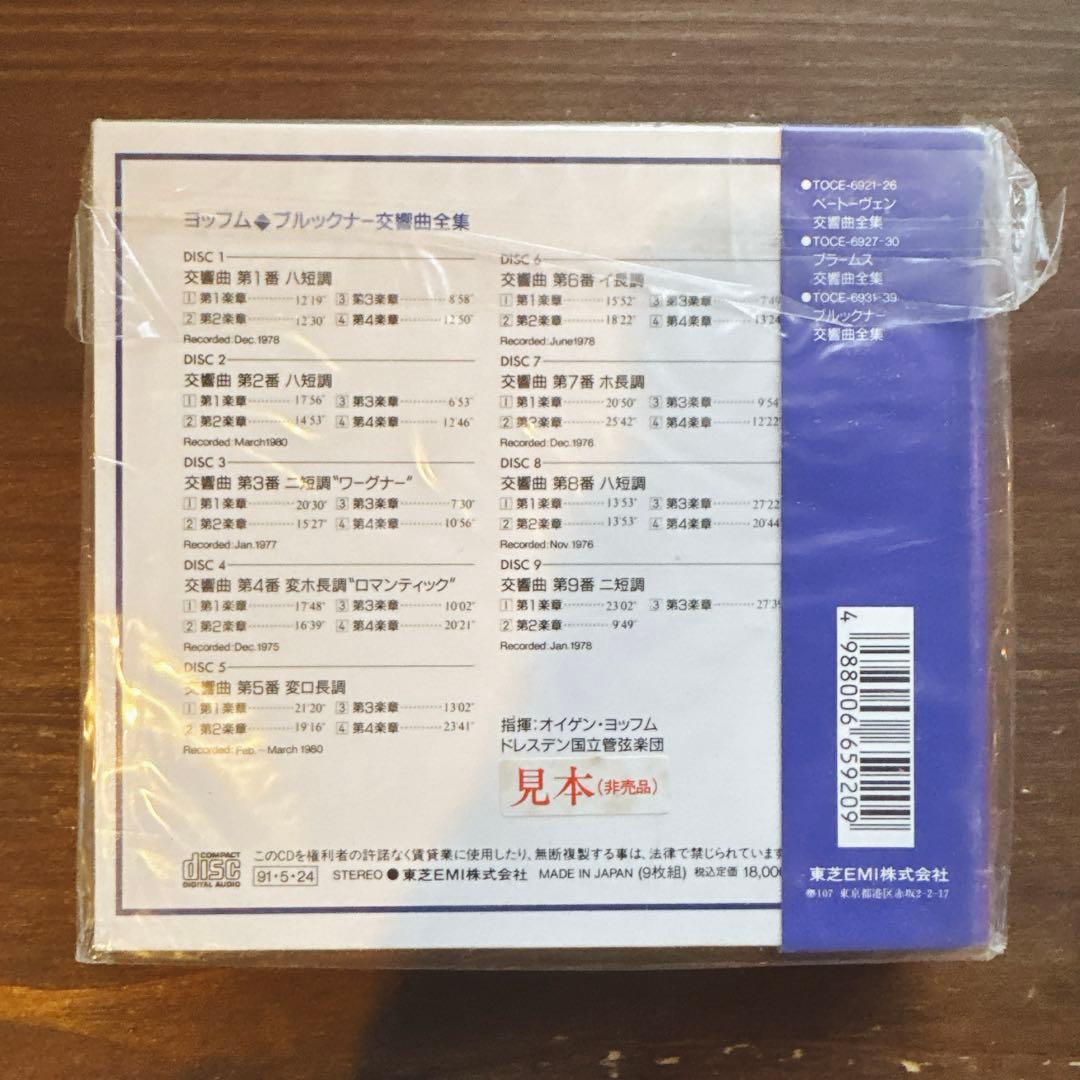 ヨッフム◆ブルックナー交響曲全集
DISC 1
交響曲 第1番 ハ短調
1 第1楽章………12'19" 3 第3楽章………8'58"
2 第2楽章………12'30" 4 第4楽章………12'50"
Recorded:Dec.1978
DISC 2
交響曲 第2番 ハ短調
1 第1楽章………17'56" 3 第3楽章………6'53"
2 第2楽章………14'53" 4 第4楽章………12'46"
Recorded:March1980
DISC 3
交響曲 第3番 ニ短調"ワーグナー"
1 第1楽章………20'30" 3 第3楽章………7'30"
2 第2楽章………15'27" 4 第4楽章………10'56"
Recorded:Jan.1977
DISC 4
交響曲 第4番 変ホ長調"ロマンティック"
1 第1楽章………17'48" 3 第3楽章………10'02"
2 第2楽章………16'39" 4 第4楽章………20'21"
Recorded:Dec.1975
DISC 5
交響曲 第5番 変ロ長調
1 第1楽章………21'20" 3 第3楽章………13'02"
2 第2楽章………19'16" 4 第4楽章………23'41"
Recorded:Feb.–March 1980
DISC 6
交響曲 第6番 イ長調
1 第1楽章………15'52" 3 第3楽章………7'49
2 第2楽章………18'22" 4 第4楽章………13'24
Recorded:June1978
DISC 7
交響曲 第7番 ホ長調
1 第1楽章………20'50" 3 第3楽章………9'54
2 第2楽章………25'42" 4 第4楽章………12'22
Recorded:Dec.1976
DISC 8
交響曲 第8番 ハ短調
1 第1楽章………13'53" 3 第3楽章………27'22
2 第2楽章………13'53" 4 第4楽章………20'44
Recorded:Nov.1976
DISC 9
交響曲 第9番 ニ短調
1 第1楽章………23'02" 3 第3楽章………27'39
2 第2楽章………9'49"
Recorded:Jan.1978
指揮:オイゲン・ヨッフム
ドレスデン国立管弦楽団
見本(非売品)
COMPACT
disc
DIGITAL AUDIO
このCDを権利者の許諾なく賃貸業に使用したり、無断複製する事は、法律で禁じられています
91・5・24 STEREO ●東芝EMI株式会社 MADE IN JAPAN (9枚組) 税込定価 18,000
●TOCE-6921-26
ベートーヴェン
交響曲全集
●TOCE-6927-30
ブラームス
交響曲全集
●TOCE-6931-39
ブルックナー
交響曲全集
4 988006 659209
東芝EMI株式会社
〒107 東京都港区赤坂2-2-17